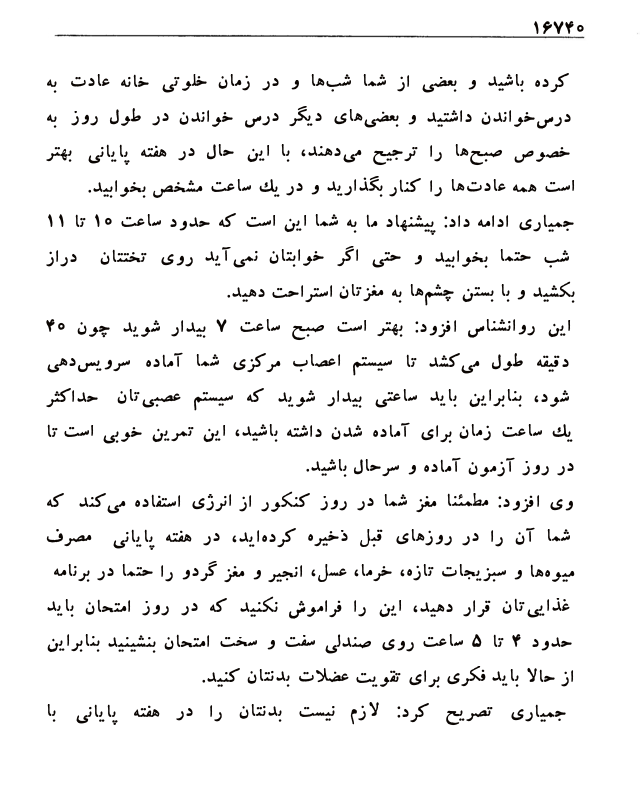 ۱۶۷۴۰
کرده باشید و بعضی از شما شب‌ها و در زمان خلوتی خانه عادت به
درس‌خواندن داشتید و بعضی‌های دیگر درس خواندن در طول روز به
خصوص صبح‌ها را ترجیح می‌دهند، با این حال در هفته پایانی بهتر
است همه عادت‌ها را کنار بگذارید و در یك ساعت مشخص بخوابید.
جمیاری ادامه داد: پیشنهاد ما به شما این است که حدود ساعت ۱۰ تا ۱۱
شب حتما بخوابید و حتی اگر خوابتان نمی‌آید روی تختتان دراز
بکشید و با بستن چشم‌ها به مغزتان استراحت دهید.
این روانشناس افزود: بهتر است صبح ساعت ۷ بیدار شوید چون ۴۰
دقیقه طول می‌کشد تا سیستم اعصاب مرکزی شما آماده سرویس‌دهی
شود، بنابراین باید ساعتی بیدار شوید که سیستم عصبی‌تان حداکثر
یك ساعت زمان برای آماده شدن داشته باشید، این تمرین خوبی است تا
در روز آزمون آماده و سرحال باشید.
وی افزود: مطمئنا مغز شما در روز کنکور از انرژی استفاده می‌کند که
شما آن را در روزهای قبل ذخیره کرده‌اید، در هفته پایانی مصرف
میوه‌ها و سبزیجات تازه، خرما، عسل، انجیر و مغز گردو را حتما در برنامه
غذایی‌تان قرار دهید، این را فراموش نکنید که در روز امتحان باید
حدود ۴ تا ۵ ساعت روی صندلی سفت و سخت امتحان بنشینید بنابراین
از حالا باید فکری برای تقویت عضلات بدنتان کنید.
جمیاری تصریح کرد: لازم نیست بدنتان را در هفته پایانی با